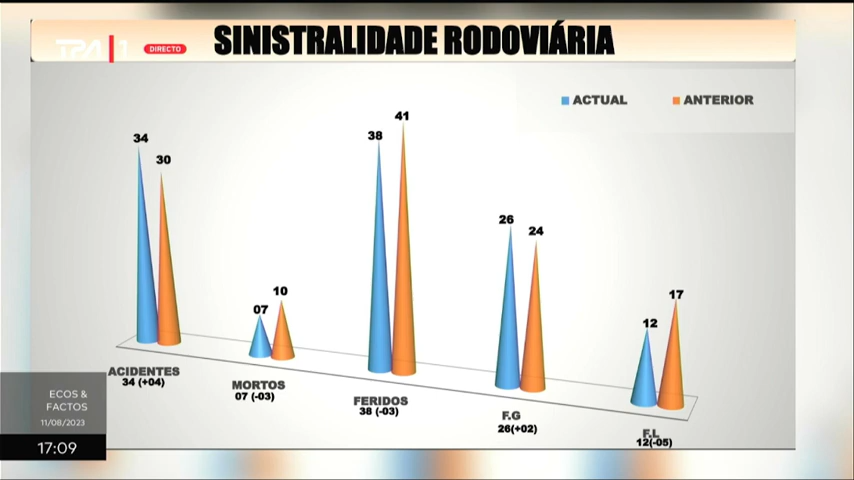 TPA 1
DIRECTO
SINISTRALIDADE RODOVIÁRIA
ACTUAL
ANTERIOR
34
30
07
10
38
41
26
24
12
17
ACIDENTES
34 (+04)
MORTOS
07 (-03)
FERIDOS
38 (-03)
F.G
26(+02)
F.L
12(-05)
ECOS &
FACTOS
11/08/2023
17:09